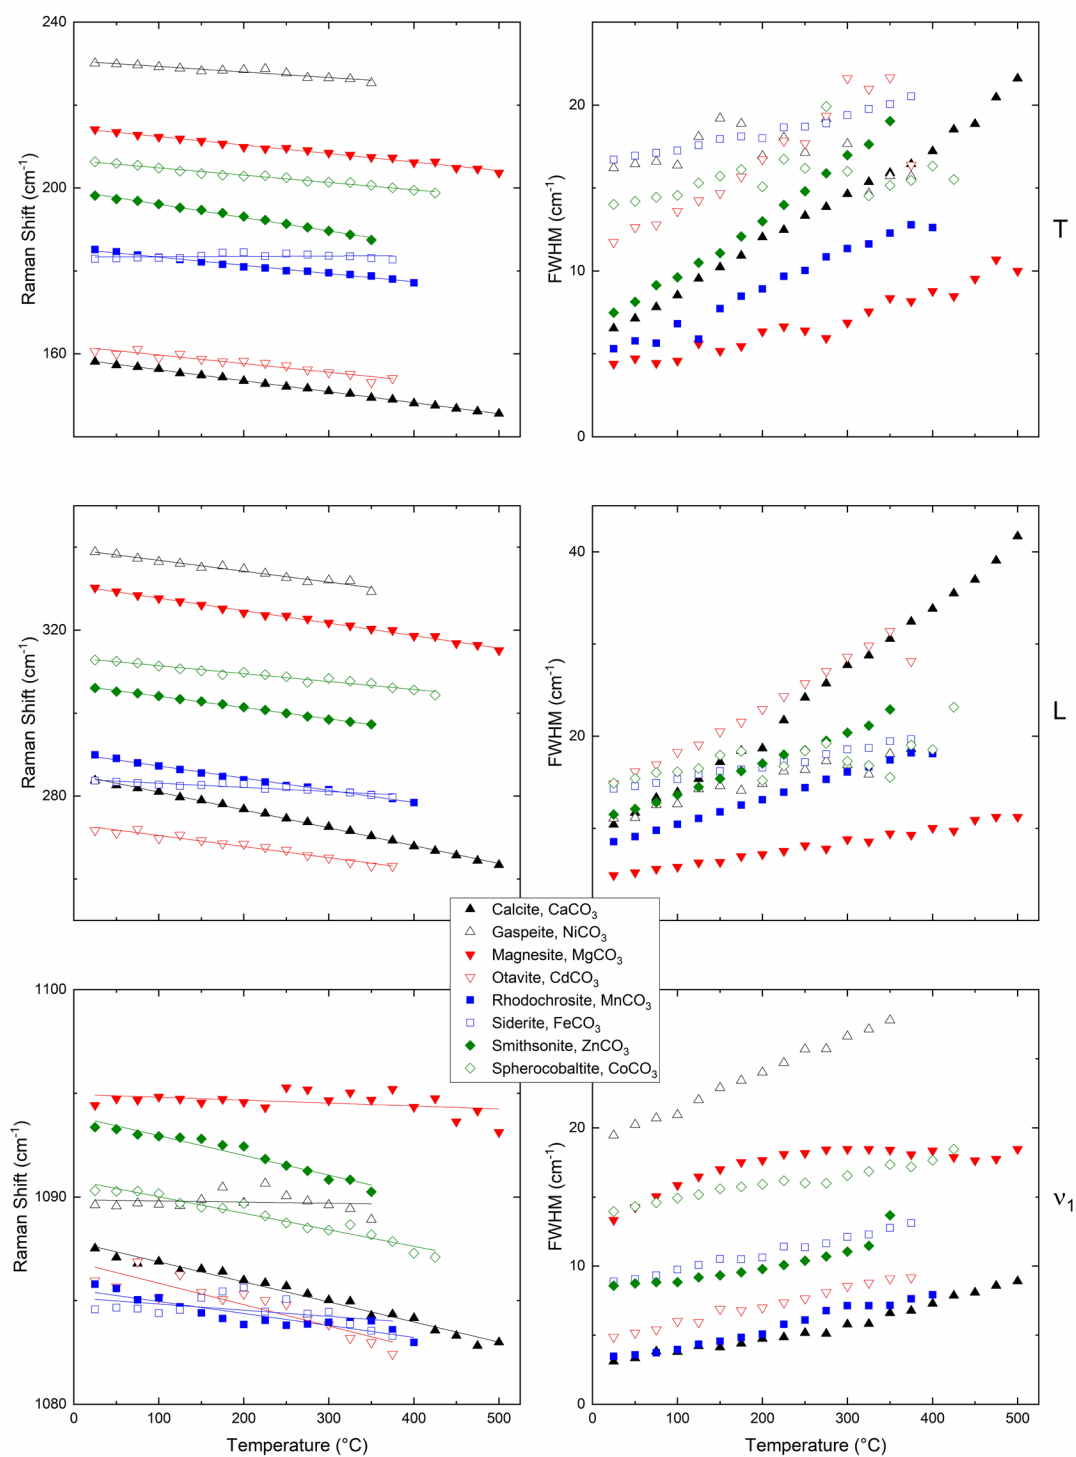 240
200
160
Raman Shift (cm-1)
20
10
0
FWHM (cm-1)
T
320
280
Raman Shift (cm-1)
40
20
FWHM (cm-1)
L
Calcite, CaCO3
Gaspeite, NiCO3
Magnesite, MgCO3
Otavite, CdCO3
Rhodochrosite, MnCO3
Siderite, FeCO3
Smithsonite, ZnCO3
Spherocobaltite, CoCO3
1100
1090
1080
Raman Shift (cm-1)
0 100 200 300 400 500
Temperature (°C)
20
10
0
FWHM (cm-1)
ν1
0 100 200 300 400 500
Temperature (°C)